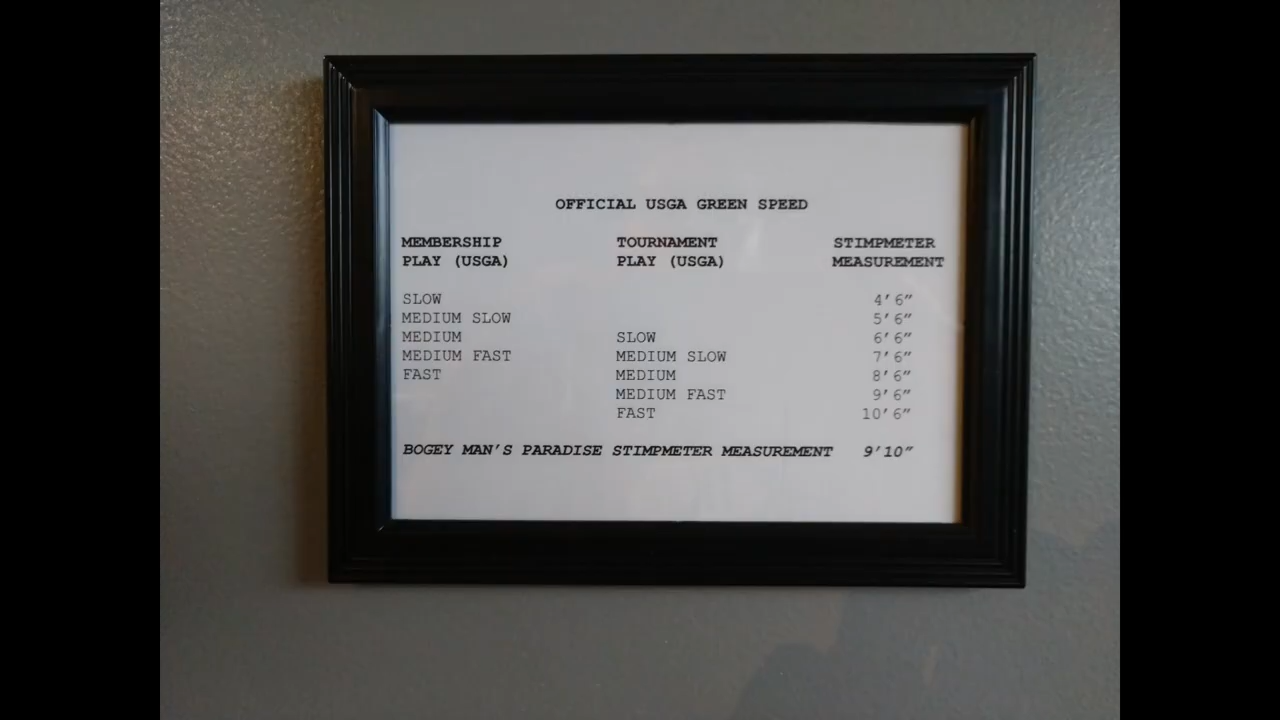 OFFICIAL USGA GREEN SPEED
MEMBERSHIP TOURNAMENT STIMPMETER
PLAY (USGA) PLAY (USGA) MEASUREMENT
SLOW 4' 6"
MEDIUM SLOW 5' 6"
MEDIUM SLOW 6' 6"
MEDIUM FAST MEDIUM SLOW 7' 6"
FAST MEDIUM 8' 6"
MEDIUM FAST 9' 6"
FAST 10' 6"
BOGEY MAN'S PARADISE STIMPMETER MEASUREMENT 9'10"